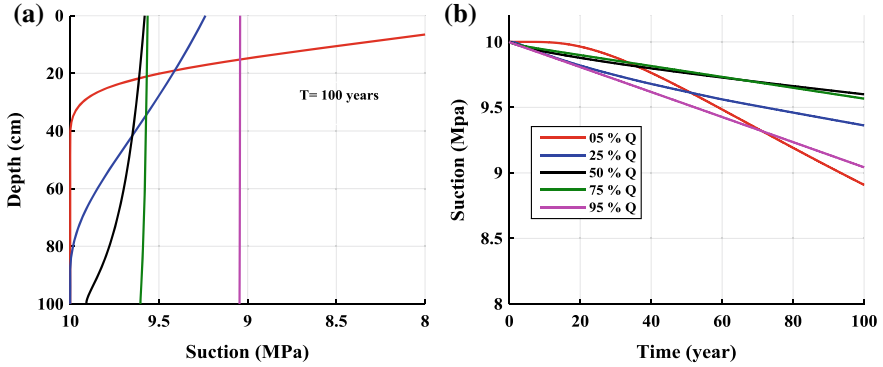 (a)
0
20
40
60
80
100
Depth (cm)
T= 100 years
10
9.5
9
8.5
8
Suction (MPa)
(b)
10
9.5
9
8.5
8
Suction (Mpa)
05 % Q
25 % Q
50 % Q
75 % Q
95 % Q
0
20
40
60
80
100
Time (year)